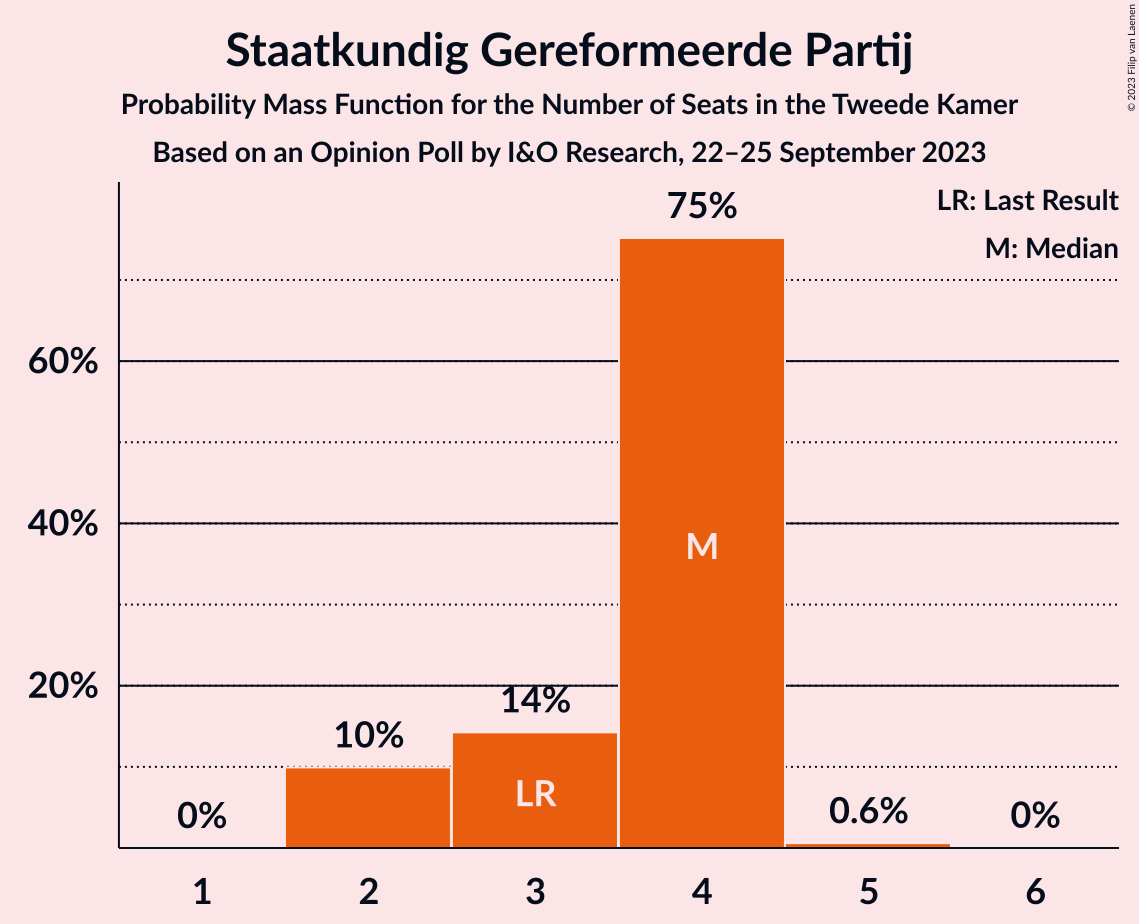 Staatkundig Gereformeerde Partij
Probability Mass Function for the Number of Seats in the Tweede Kamer
Based on an Opinion Poll by I&O Research, 22–25 September 2023
© 2023 Filip van Laenen
LR: Last Result
M: Median
75%
60%
40%
20%
M
14%
10%
LR
0%
0.6%
0%
1 2 3 4 5 6